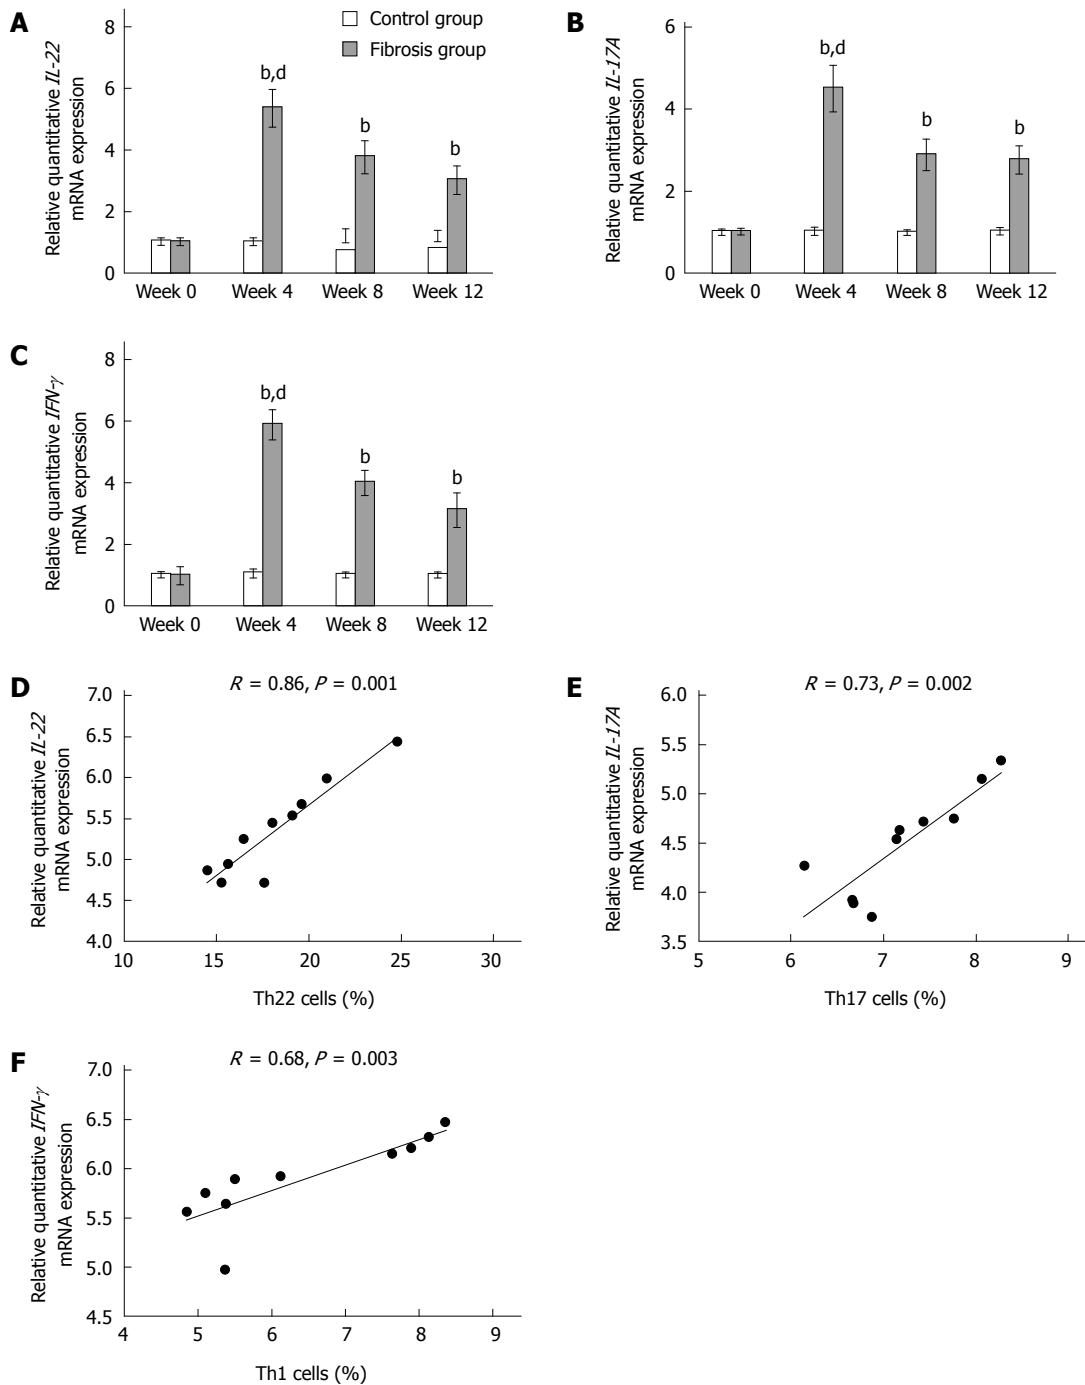 A
Relative quantitative IL-22
mRNA expression
8
6
4
2
0
Control group
Fibrosis group
b,d
b
b
Week 0 Week 4 Week 8 Week 12
B
Relative quantitative IL-17A
mRNA expression
6
4
2
0
b,d
b
b
Week 0 Week 4 Week 8 Week 12
C
Relative quantitative IFN-γ
mRNA expression
8
6
4
2
0
b,d
b
b
Week 0 Week 4 Week 8 Week 12
D
R = 0.86, P = 0.001
Relative quantitative IL-22
mRNA expression
7.0
6.5
6.0
5.5
5.0
4.5
4.0
10 15 20 25 30
Th22 cells (%)
E
R = 0.73, P = 0.002
Relative quantitative IL-17A
mRNA expression
6.0
5.5
5.0
4.5
4.0
3.5
5 6 7 8 9
Th17 cells (%)
F
R = 0.68, P = 0.003
Relative quantitative IFN-γ
mRNA expression
7.0
6.5
6.0
5.5
5.0
4.5
4 5 6 7 8 9
Th1 cells (%)